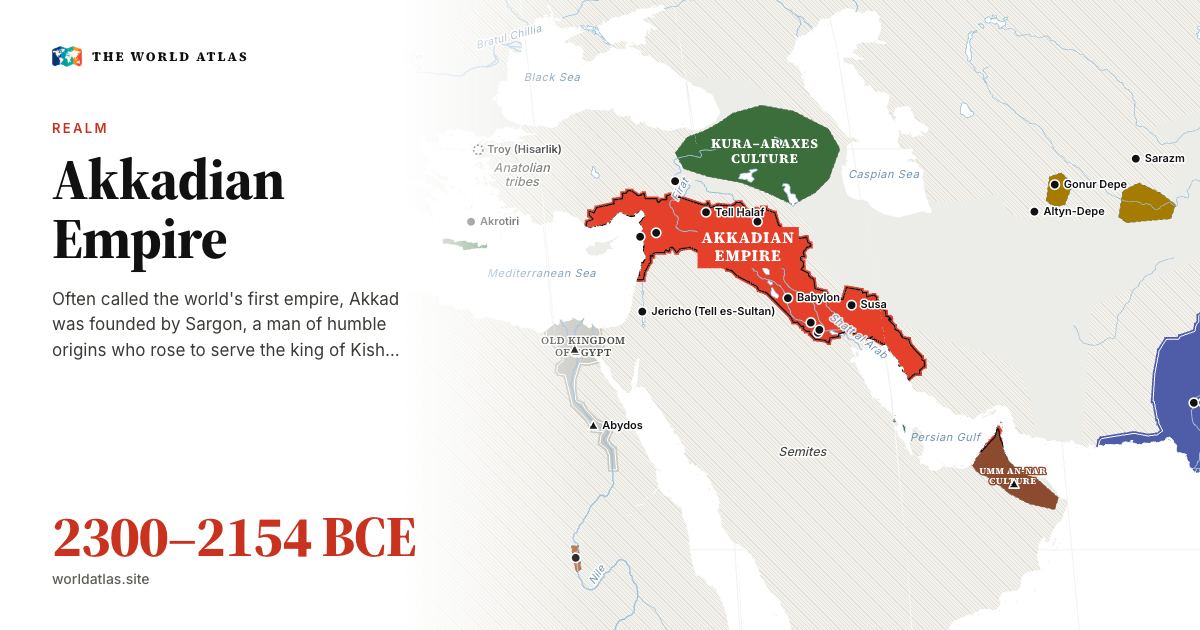 THE WORLD ATLAS
REALM
Akkadian
Empire
Often called the world's first empire, Akkad
was founded by Sargon, a man of humble
origins who rose to serve the king of Kish...
2300–2154 BCE
worldatlas.site
Bratul Chillia
Black Sea
Troy (Hisarlik)
Anatolian
tribes
KURA–ARAXES
CULTURE
Caspian Sea
Sarazm
Gonur Depe
Altyn-Depe
Akrotiri
Firat
Tell Halaf
AKKADIAN
EMPIRE
Mediterranean Sea
Babylon
Susa
Jericho (Tell es-Sultan)
Shatt al Arab
OLD KINGDOM
OF EGYPT
Abydos
Persian Gulf
Semites
UMM AN-NAR
CULTURE
Nile